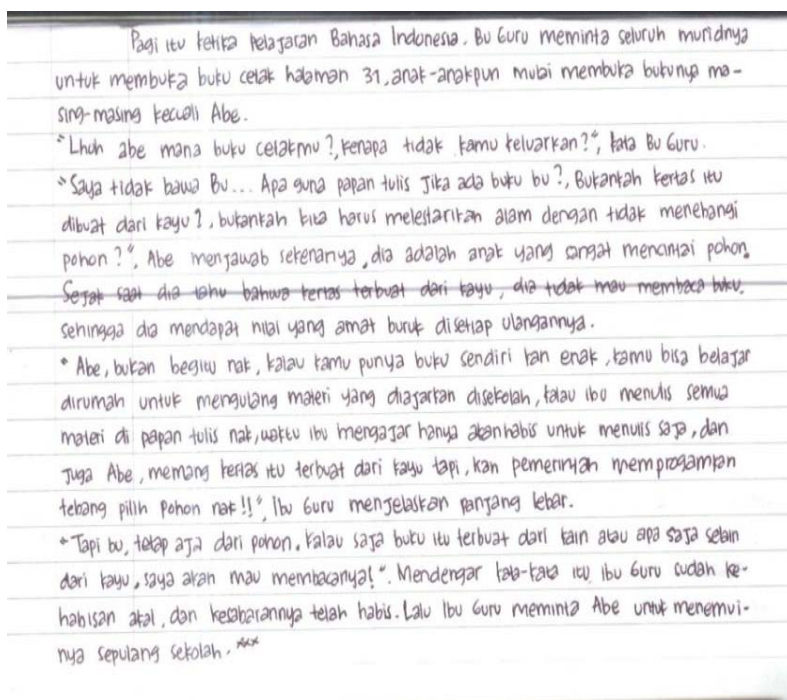 Pagi itu ketika pelajaran Bahasa Indonesia. Bu Guru meminta seluruh muridnya
untuk membuka buku cetak halaman 31, anak-anakpun mulai membuka bukunya ma-
sing-masing kecuali Abe.
"Lhoh abe mana buku cetakmu?, kenapa tidak kamu keluarkan?", kata Bu Guru.
"Saya tidak bawa Bu... Apa guna papan tulis Jika ada buku bu?, Bukankah kertas itu
dibuat dari kayu?, bukankah kita harus melestarikan alam dengan tidak menebangi
pohon?". Abe menjawab sekenanya, dia adalah anak yang sangat mencintai pohon.
Sejak saat dia tahu bahwa kertas terbuat dari kayu, dia tidak mau membaca buku.
sehingga dia mendapat nilai yang amat buruk disetiap ulangannya.
"Abe, bukan begitu nak, kalau kamu punya buku sendiri kan enak, kamu bisa belajar
dirumah untuk mengulang materi yang diajarkan disekolah, kalau ibu menulis semua
materi di papan tulis nak, waktu ibu mengajar hanya akan habis untuk menulis saja, dan
Juga Abe, memang kertas itu terbuat dari kayu tapi, kan pemerintah memprogamkan
tebang pilih pohon nak!!", Ibu Guru menjelaskan panjang lebar.
"Tapi bu, tetap aja dari pohon. Kalau saja buku itu terbuat dari kain atau apa saja selain
dari kayu, saya akan mau membacanya!". Mendengar kata-kata itu Ibu Guru sudah ke-
habisan akal, dan kesabarannya telah habis. Lalu Ibu Guru meminta Abe untuk menemui-
nya sepulang sekolah. ***